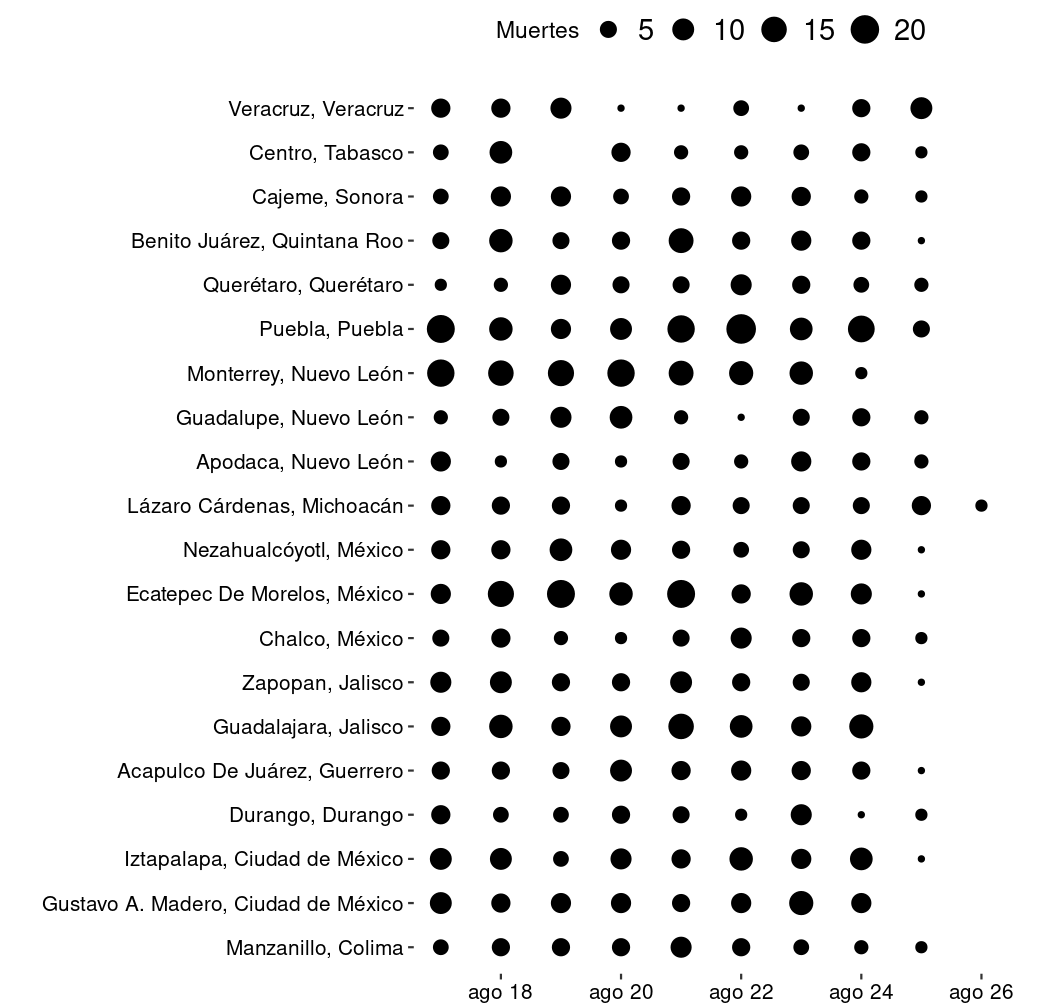 Muertes 5 10 15 20
Veracruz, Veracruz
Centro, Tabasco
Cajeme, Sonora
Benito Juárez, Quintana Roo
Querétaro, Querétaro
Puebla, Puebla
Monterrey, Nuevo León
Guadalupe, Nuevo León
Apodaca, Nuevo León
Lázaro Cárdenas, Michoacán
Nezahualcóyotl, México
Ecatepec De Morelos, México
Chalco, México
Zapopan, Jalisco
Guadalajara, Jalisco
Acapulco De Juárez, Guerrero
Durango, Durango
Iztapalapa, Ciudad de México
Gustavo A. Madero, Ciudad de México
Manzanillo, Colima
ago 18 ago 20 ago 22 ago 24 ago 26